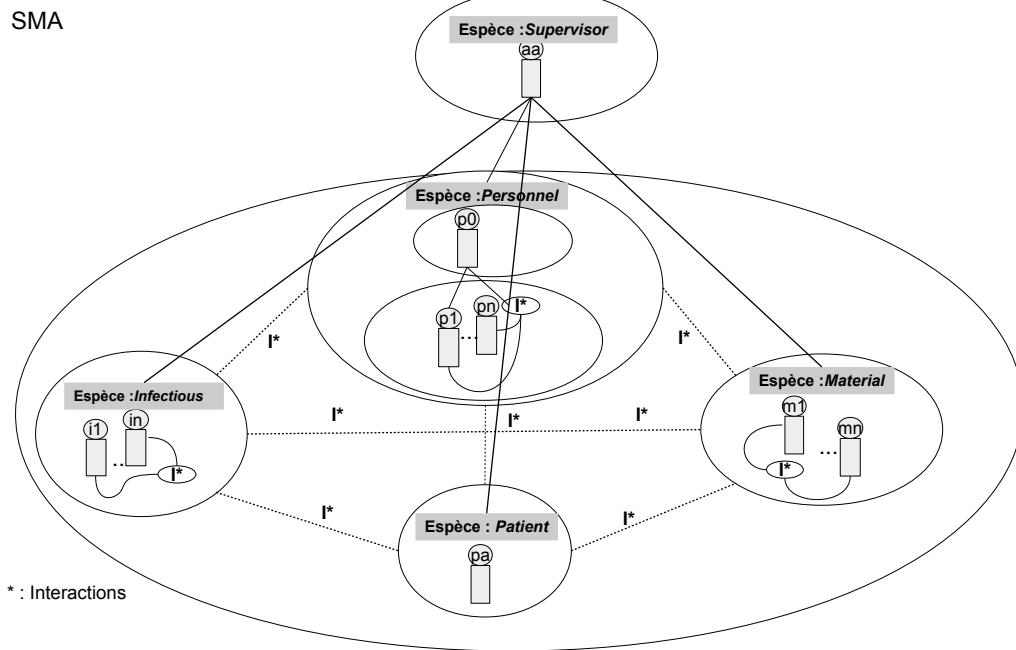 SMA
Espèce :Supervisor
aa
Espèce :Personnel
p0
p1
...
pn
I*
I*
I*
Espèce :Infectious
i1
..
in
I*
Espèce :Material
m1
...
mn
I*
I*
I*
I*
I*
I*
Espèce : Patient
pa
* : Interactions